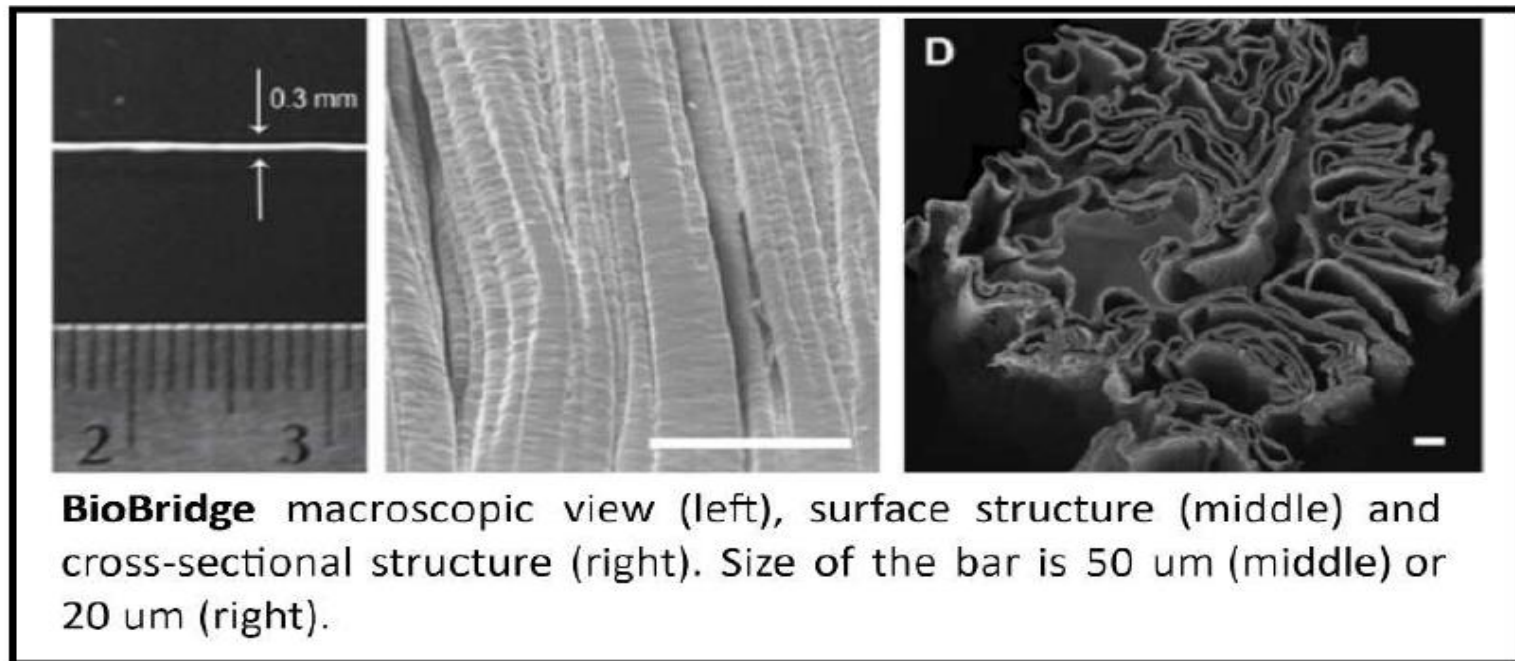 0.3 mm
2 3
D
BioBridge macroscopic view (left), surface structure (middle) and
cross-sectional structure (right). Size of the bar is 50 um (middle) or
20 um (right).